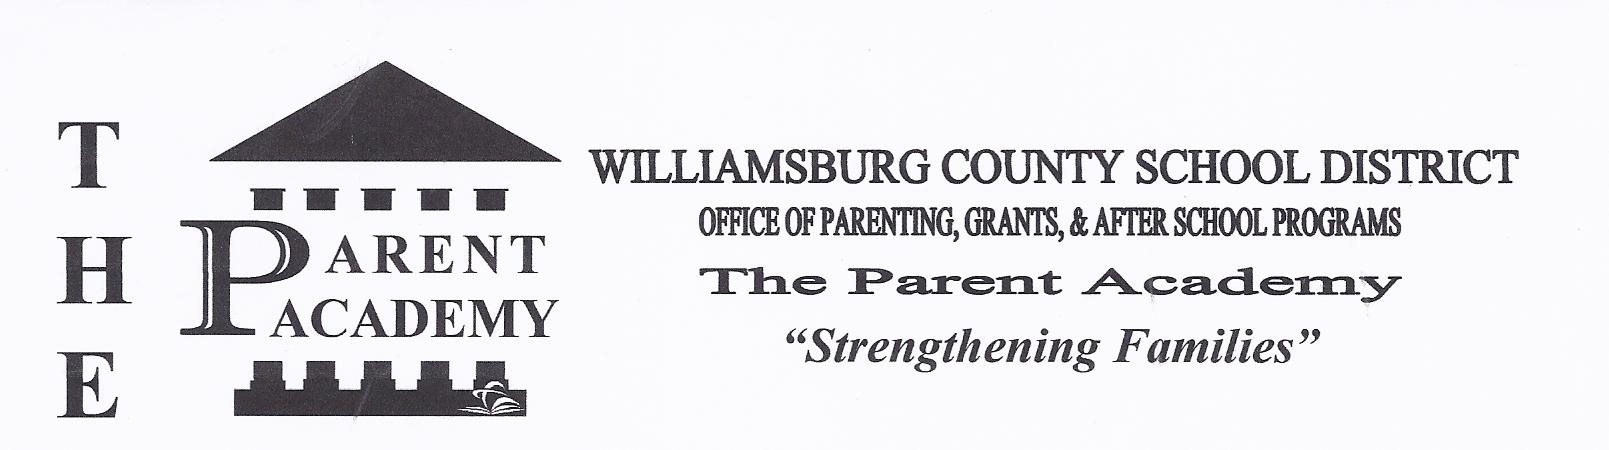 THE
PARENT
ACADEMY
WILLIAMSBURG COUNTY SCHOOL DISTRICT
OFFICE OF PARENTING, GRANTS, & AFTER SCHOOL PROGRAMS
The Parent Academy
“Strengthening Families”